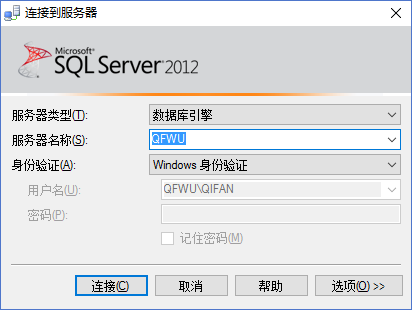 连接到服务器
Microsoft®
SQL Server® 2012
服务器类型(T): 数据库引擎
服务器名称(S): QFWU
身份验证(A): Windows 身份验证
用户名(U): QFWU\QIFAN
密码(P):
记住密码(M)
连接(C) 取消 帮助 选项(O) >>